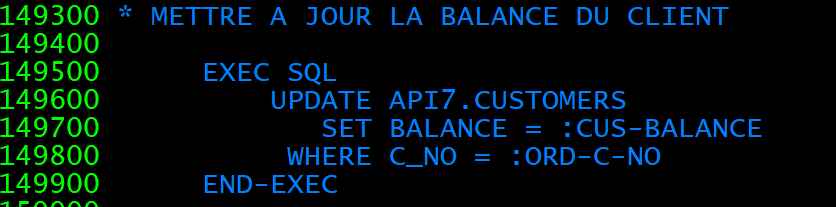 149300 * METTRE A JOUR LA BALANCE DU CLIENT
149400
149500 EXEC SQL
149600 UPDATE API7.CUSTOMERS
149700 SET BALANCE = :CUS-BALANCE
149800 WHERE C_NO = :ORD-C-NO
149900 END-EXEC